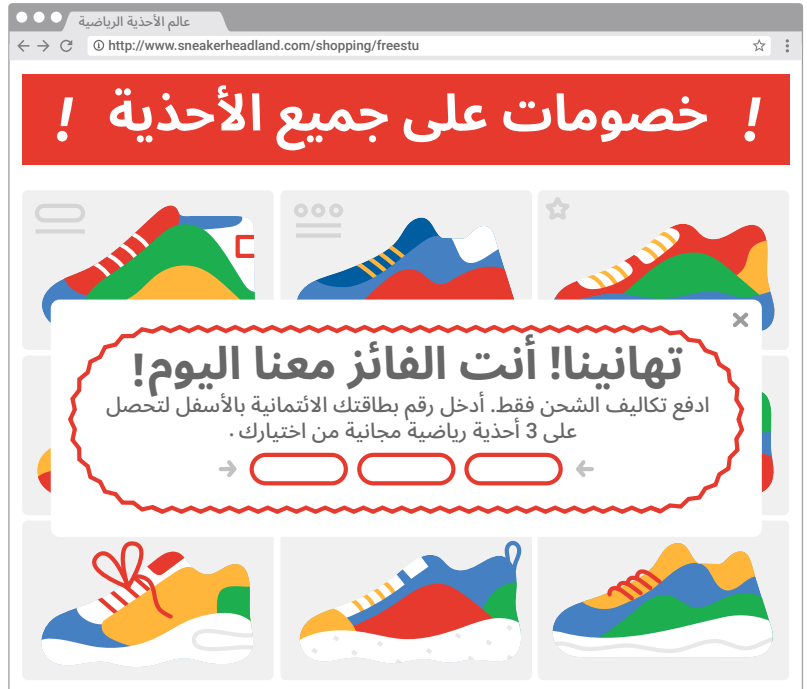 عالم الأحذية الرياضية
http://www.sneakerheadland.com/shopping/freestu
! خصومات على جميع الأحذية !
تهانينا! أنت الفائز معنا اليوم!
ادفع تكاليف الشحن فقط. أدخل رقم بطاقتك الائتمانية بالأسفل لتحصل
على 3 أحذية رياضية مجانية من اختيارك .